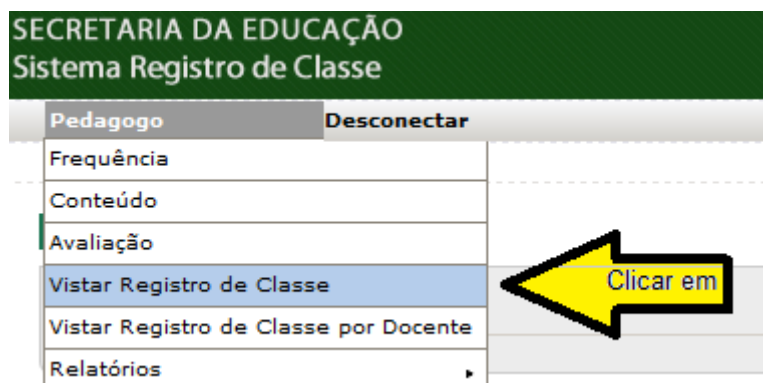 SECRETARIA DA EDUCAÇÃO
Sistema Registro de Classe
Pedagogo Desconectar
Frequência
Conteúdo
Avaliação
Vistar Registro de Classe
Clicar em
Vistar Registro de Classe por Docente
Relatórios